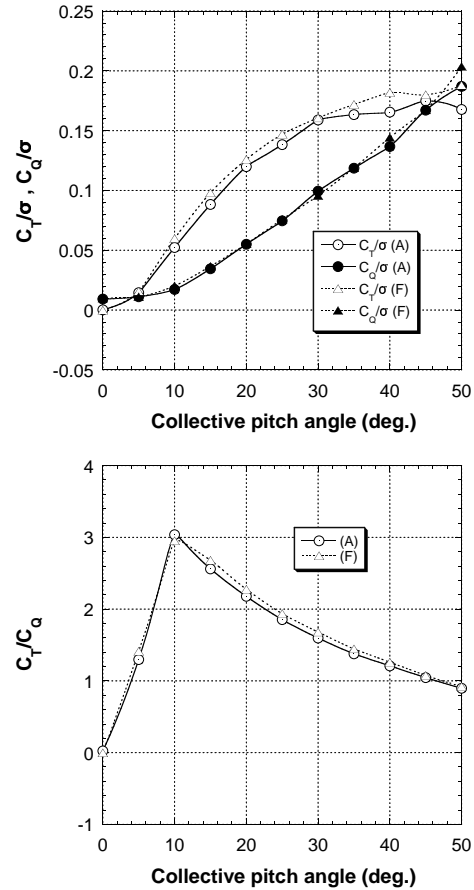 0.25
0.2
0.15
0.1
0.05
0
-0.05
C_T/σ , C_Q/σ
C_T/σ (A)
C_Q/σ (A)
C_T/σ (F)
C_Q/σ (F)
0 10 20 30 40 50
Collective pitch angle (deg.)
4
3
2
1
0
-1
C_T/C_Q
(A)
(F)
0 10 20 30 40 50
Collective pitch angle (deg.)